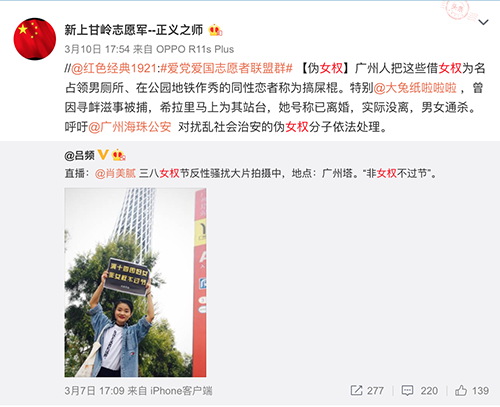 新上甘岭志愿军--正义之师
3月10日 17:54 来自 OPPO R11s Plus
//@红色经典1921:#爱党爱国志愿者联盟群# 【伪女权】广州人把这些借女权为名
占领男厕所、在公园地铁作秀的同性恋者称为搞屎棍。特别@大兔纸啦啦啦 ，曾
因寻衅滋事被捕，希拉里马上为其站台，她号称已离婚，实际没离，男女通杀。
呼吁@广州海珠公安 对扰乱社会治安的伪女权分子依法处理。
@吕频
直播：@肖美腻 三八女权节反性骚扰大片拍摄中，地点：广州塔。“非女权不过节”。
非女权不过节
3月7日 17:09 来自 iPhone客户端
277
220
139